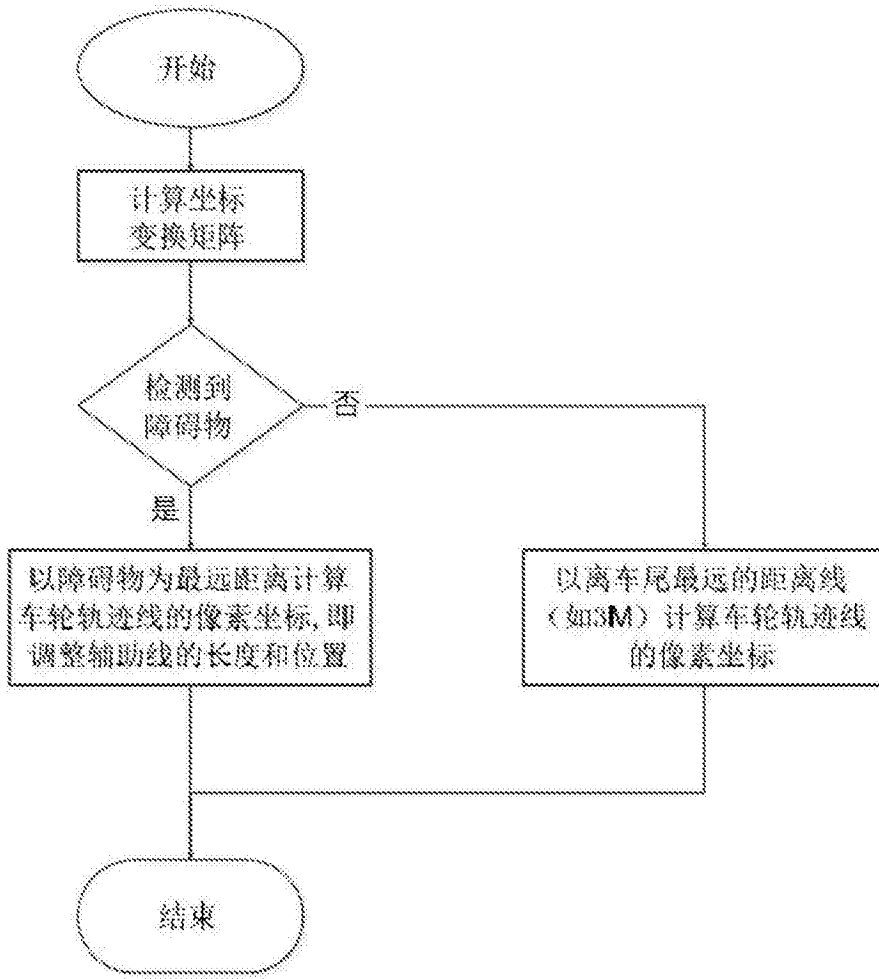 开始
计算坐标
变换矩阵
检测到
障碍物
否
是
以障碍物为最远距离计算
车轮轨迹线的像素坐标,即
调整辅助线的长度和位置
以离车尾最远的距离线
（如3M）计算车轮轨迹线
的像素坐标
结束